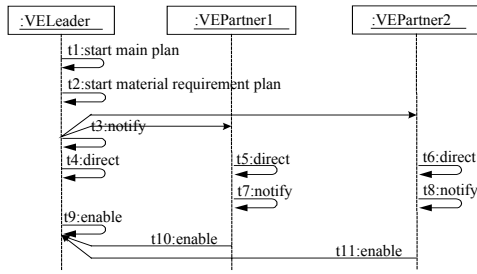 :VELeader :VEPartner1 :VEPartner2
t1:start main plan
t2:start material requirement plan
t3:notify
t4:direct t5:direct t6:direct
t7:notify t8:notify
t9:enable
t10:enable
t11:enable